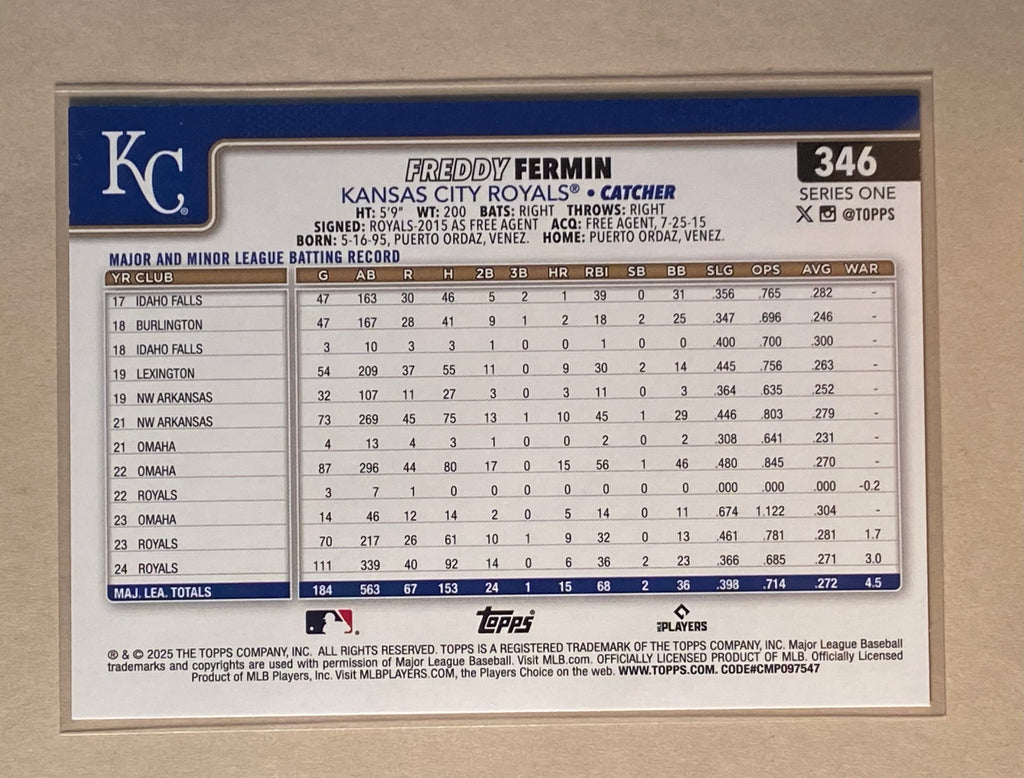 KC
FREDDY FERMIN
346
KANSAS CITY ROYALS® • CATCHER
SERIES ONE
HT: 5'9" WT: 200 BATS: RIGHT THROWS: RIGHT
@TOPPS
SIGNED: ROYALS-2015 AS FREE AGENT ACQ: FREE AGENT, 7-25-15
BORN: 5-16-95, PUERTO ORDAZ, VENEZ. HOME: PUERTO ORDAZ, VENEZ.
MAJOR AND MINOR LEAGUE BATTING RECORD
YR CLUB G AB R H 2B 3B HR RBI SB BB SLG OPS AVG WAR
17 IDAHO FALLS 47 163 30 46 5 2 1 39 0 31 .356 .765 .282 -
18 BURLINGTON 47 167 28 41 9 1 2 18 2 25 .347 .696 .246 -
18 IDAHO FALLS 3 10 3 3 1 0 0 1 0 0 .400 .700 .300 -
19 LEXINGTON 54 209 37 55 11 0 9 30 2 14 .445 .756 .263 -
19 NW ARKANSAS 32 107 11 27 3 0 3 11 0 3 .364 .635 .252 -
21 NW ARKANSAS 73 269 45 75 13 1 10 45 1 29 .446 .803 .279 -
21 OMAHA 4 13 4 3 1 0 0 2 0 2 .308 .641 .231 -
22 OMAHA 87 296 44 80 17 0 15 56 1 46 .480 .845 .270 -
22 ROYALS 3 7 1 0 0 0 0 0 0 0 .000 .000 .000 -0.2
23 OMAHA 14 46 12 14 2 0 5 14 0 11 .674 1.122 .304 -
23 ROYALS 70 217 26 61 10 1 9 32 0 13 .461 .781 .281 1.7
24 ROYALS 111 339 40 92 14 0 6 36 2 23 .366 .685 .271 3.0
MAJ. LEA. TOTALS 184 563 67 153 24 1 15 68 2 36 .398 .714 .272 4.5
Topps® PLAYERS
® & © 2025 THE TOPPS COMPANY, INC. ALL RIGHTS RESERVED. TOPPS IS A REGISTERED TRADEMARK OF THE TOPPS COMPANY, INC. Major League Baseball
trademarks and copyrights are used with permission of Major League Baseball. Visit MLB.com. OFFICIALLY LICENSED PRODUCT OF MLB. Officially Licensed
Product of MLB Players, Inc. Visit MLBPLAYERS.COM, the Players Choice on the web. WWW.TOPPS.COM. CODE#CMP097547